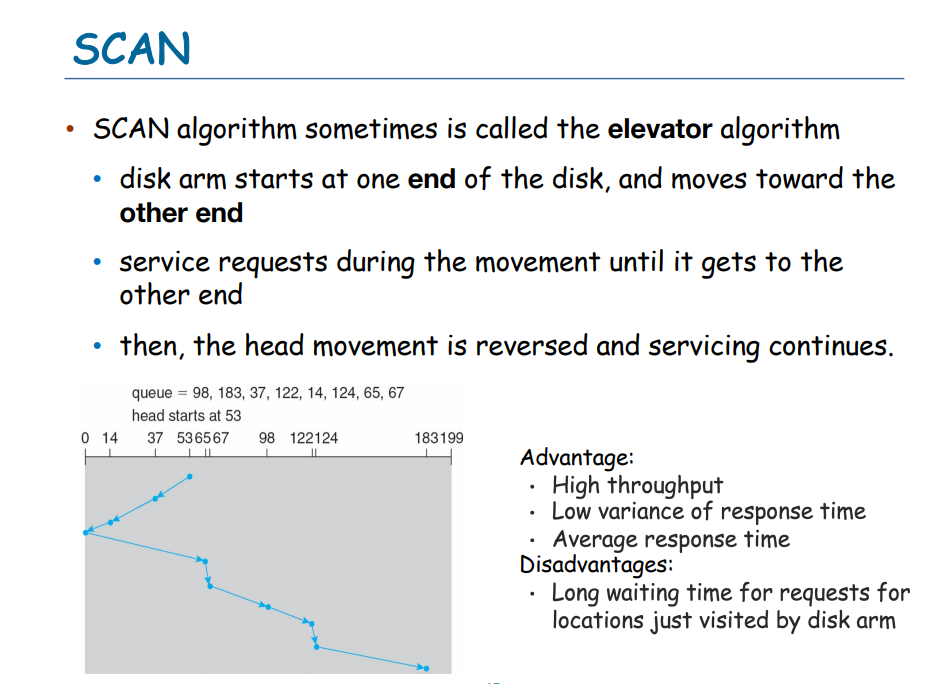 SCAN
• SCAN algorithm sometimes is called the elevator algorithm
• disk arm starts at one end of the disk, and moves toward the
other end
• service requests during the movement until it gets to the
other end
• then, the head movement is reversed and servicing continues.
queue = 98, 183, 37, 122, 14, 124, 65, 67
head starts at 53
0 14 37 53 65 67 98 122 124 183 199
Advantage:
• High throughput
• Low variance of response time
• Average response time
Disadvantages:
• Long waiting time for requests for
locations just visited by disk arm